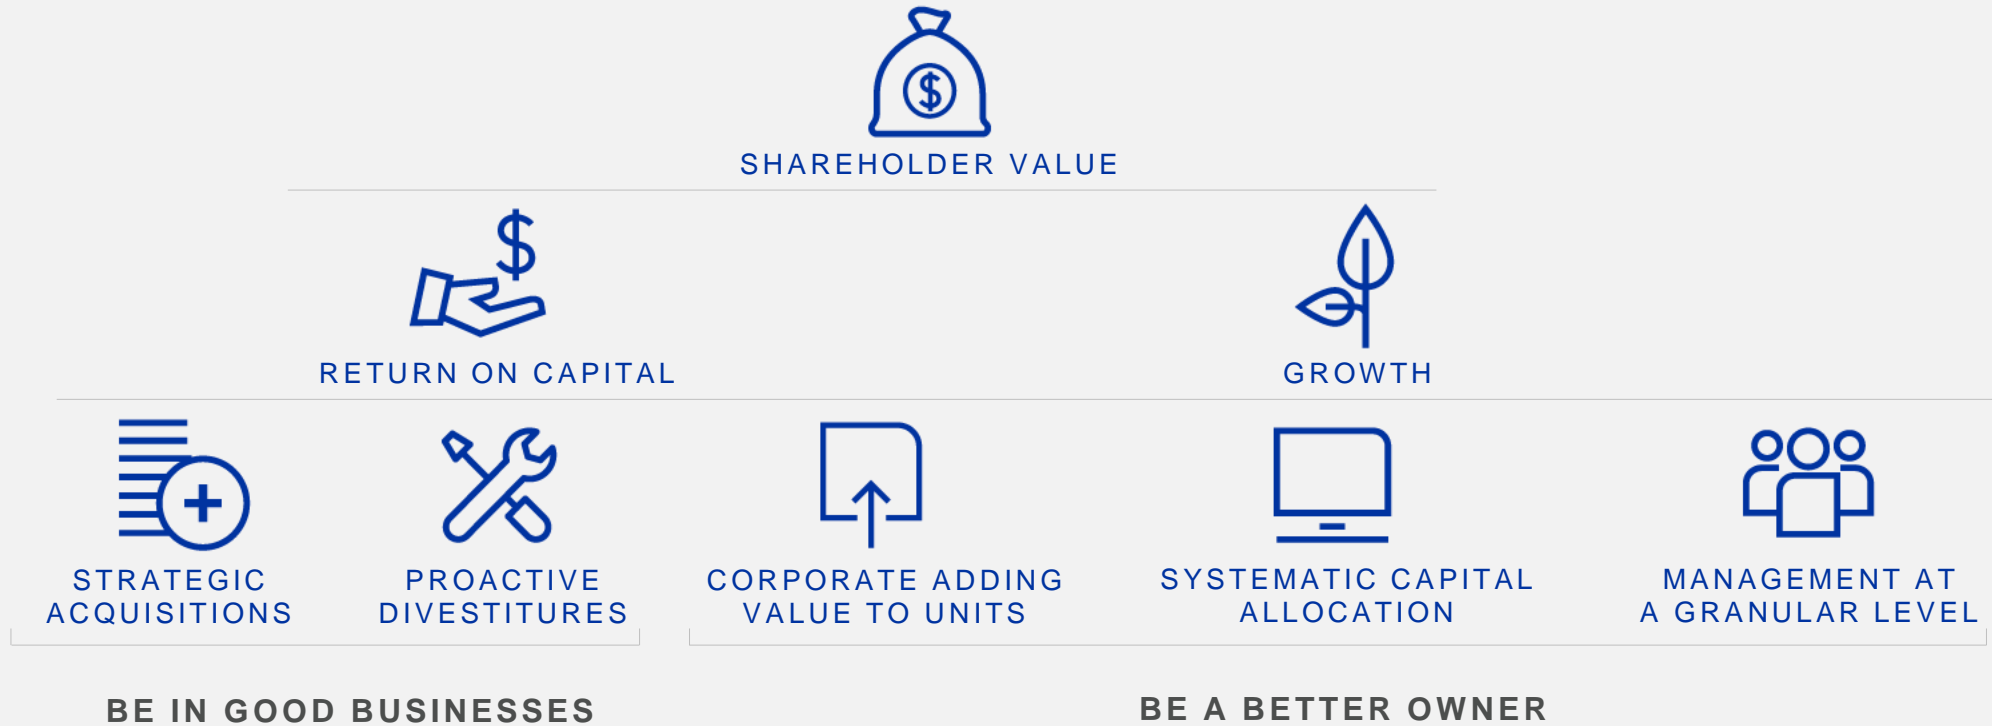 $
SHAREHOLDER VALUE
$
RETURN ON CAPITAL
GROWTH
STRATEGIC
ACQUISITIONS
PROACTIVE
DIVESTITURES
CORPORATE ADDING
VALUE TO UNITS
SYSTEMATIC CAPITAL
ALLOCATION
MANAGEMENT AT
A GRANULAR LEVEL
BE IN GOOD BUSINESSES
BE A BETTER OWNER